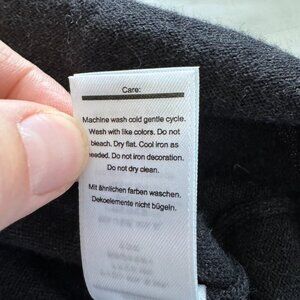 Care:
Machine wash cold gentle cycle.
Wash with like colors. Do not
bleach. Dry flat. Cool iron as
needed. Do not iron decoration.
Do not dry clean.
Mit ähnlichen farben waschen.
Dekoelemente nicht bügeln.